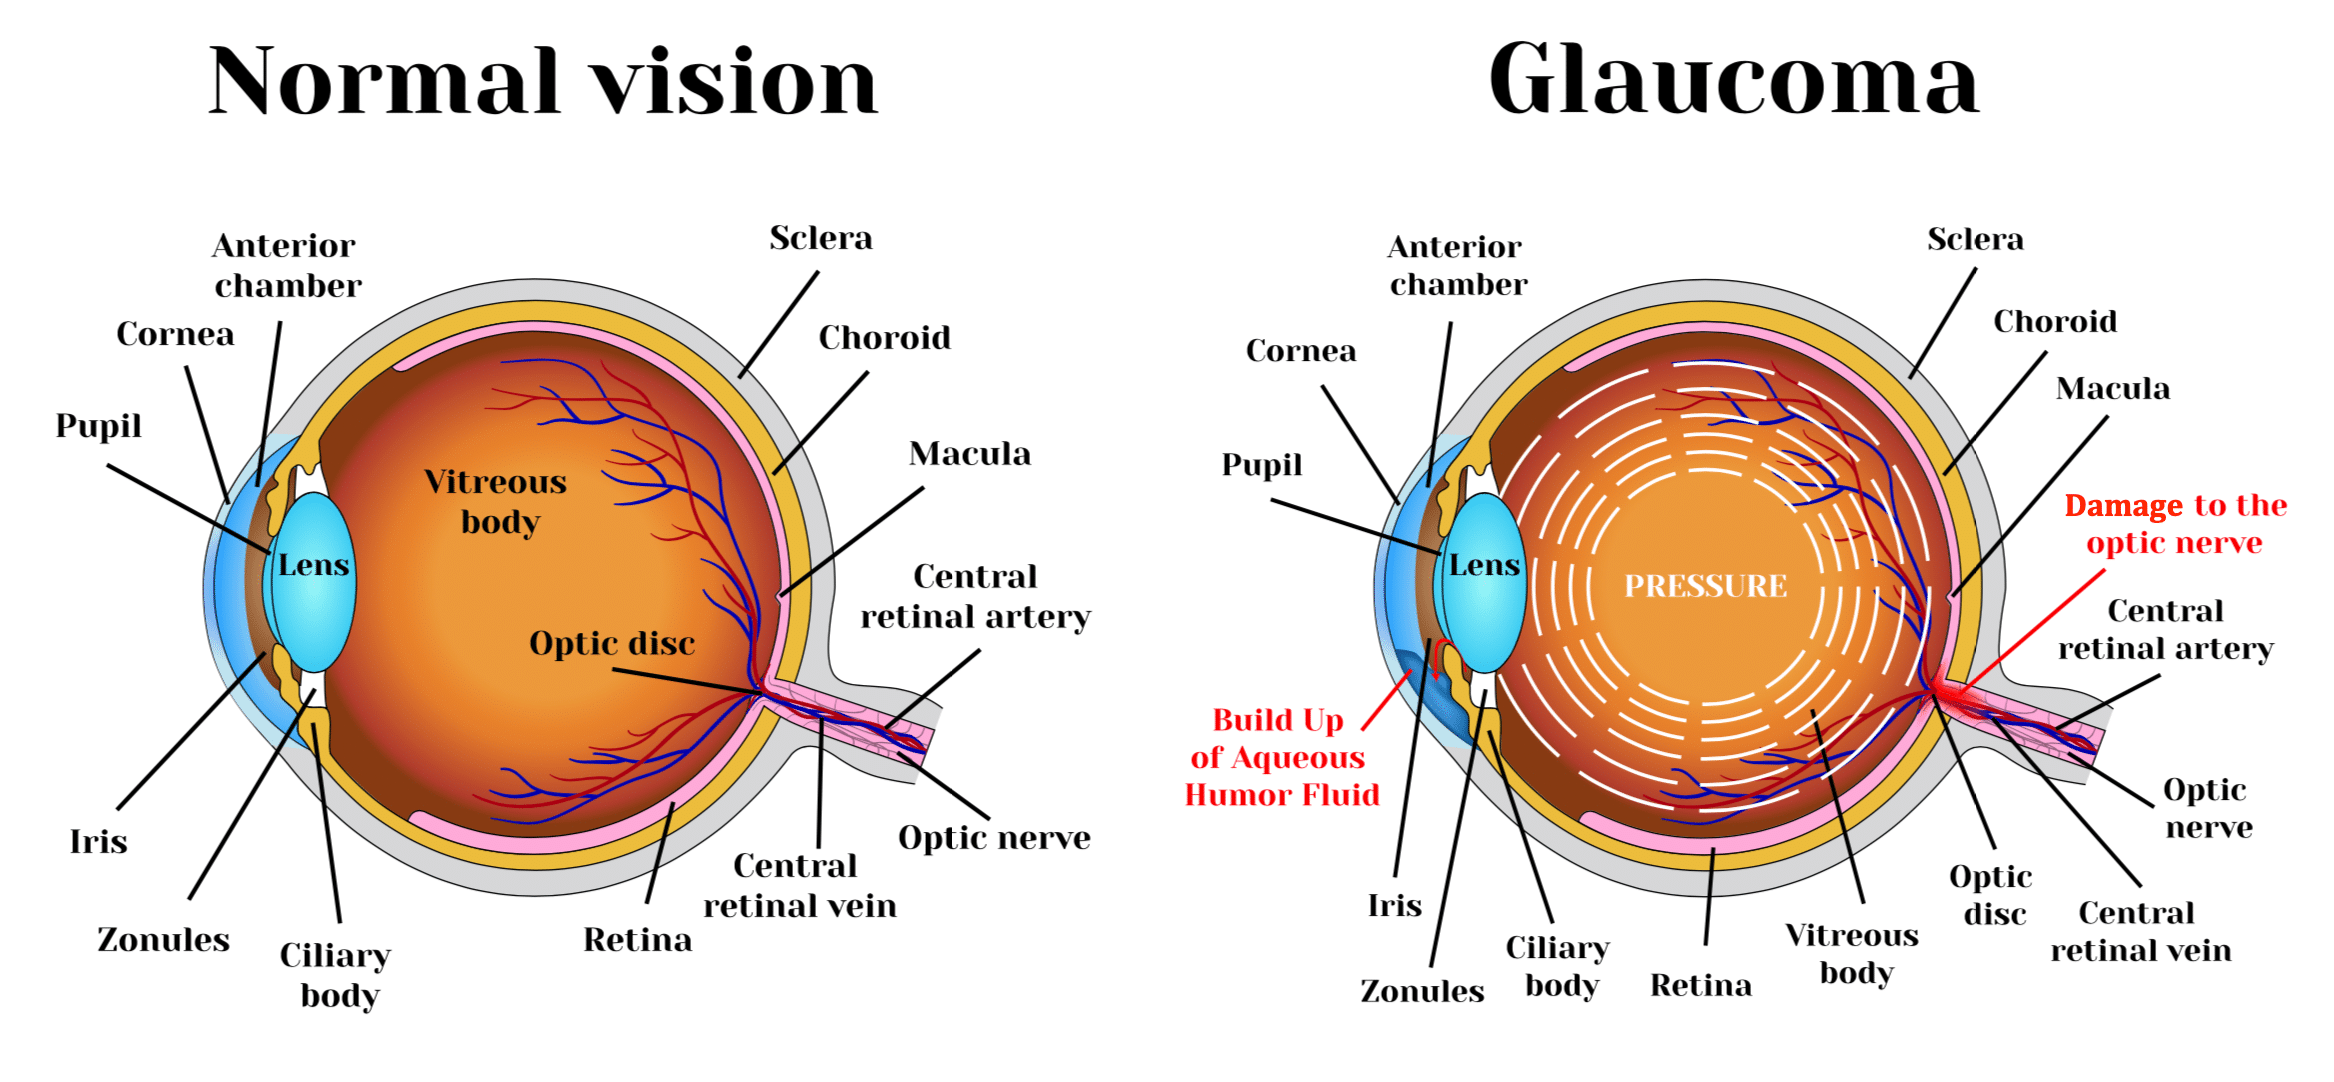 Normal vision
Anterior
chamber
Cornea
Pupil
Sclera
Choroid
Macula
Vitreous
body
Lens
Optic disc
Central
retinal artery
Optic nerve
Central
retinal vein
Retina
Ciliary
body
Zonules
Iris
Glaucoma
Anterior
chamber
Cornea
Pupil
Sclera
Choroid
Macula
Damage to the
optic nerve
Lens
PRESSURE
Central
retinal artery
Build Up
of Aqueous
Humor Fluid
Optic
nerve
Optic
disc
Central
retinal vein
Vitreous
body
Retina
Ciliary
body
Zonules
Iris